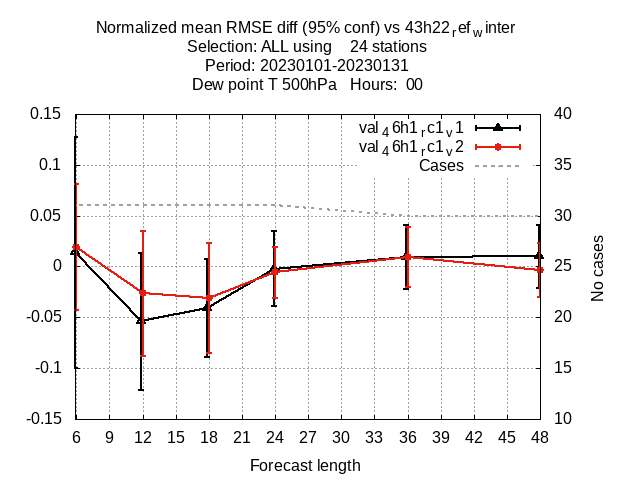 Normalized mean RMSE diff (95% conf) vs 43h22refwinter
Selection: ALL using 24 stations
Period: 20230101-20230131
Dew point T 500hPa Hours: 00
0.15 40
val46h1rc1v1
val46h1rc1v2
0.1 Cases 35
0.05 30
0 25
No cases
-0.05 20
-0.1 15
-0.15 10
6 9 12 15 18 21 24 27 30 33 36 39 42 45 48
Forecast length